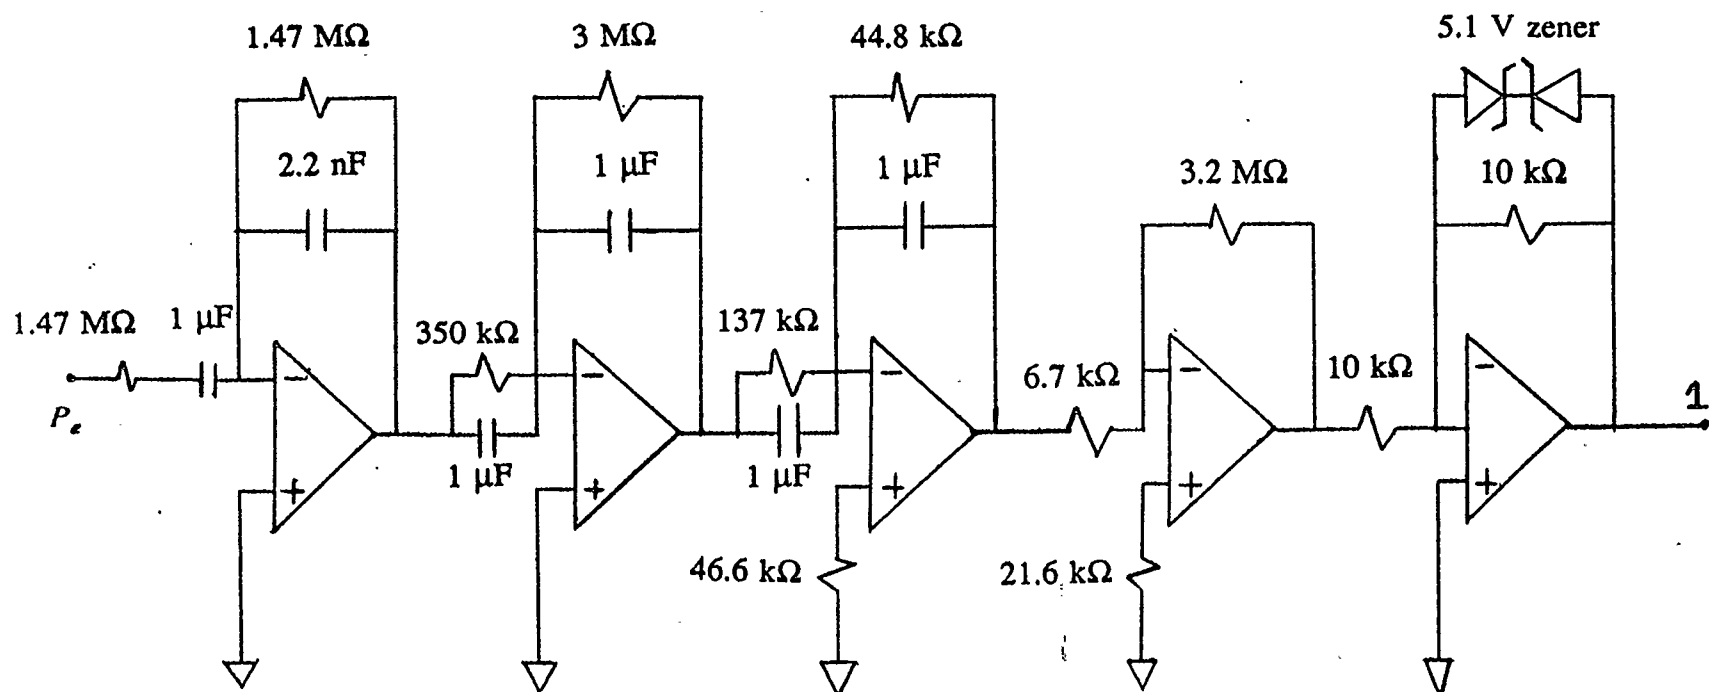 1.47 MΩ
3 MΩ
44.8 kΩ
5.1 V zener
2.2 nF
1 µF
1 µF
3.2 MΩ
10 kΩ
1.47 MΩ
1 µF
350 kΩ
137 kΩ
6.7 kΩ
10 kΩ
Pe
1 µF
1 µF
1
46.6 kΩ
21.6 kΩ
−
+
−
+
−
+
−
+
−
+